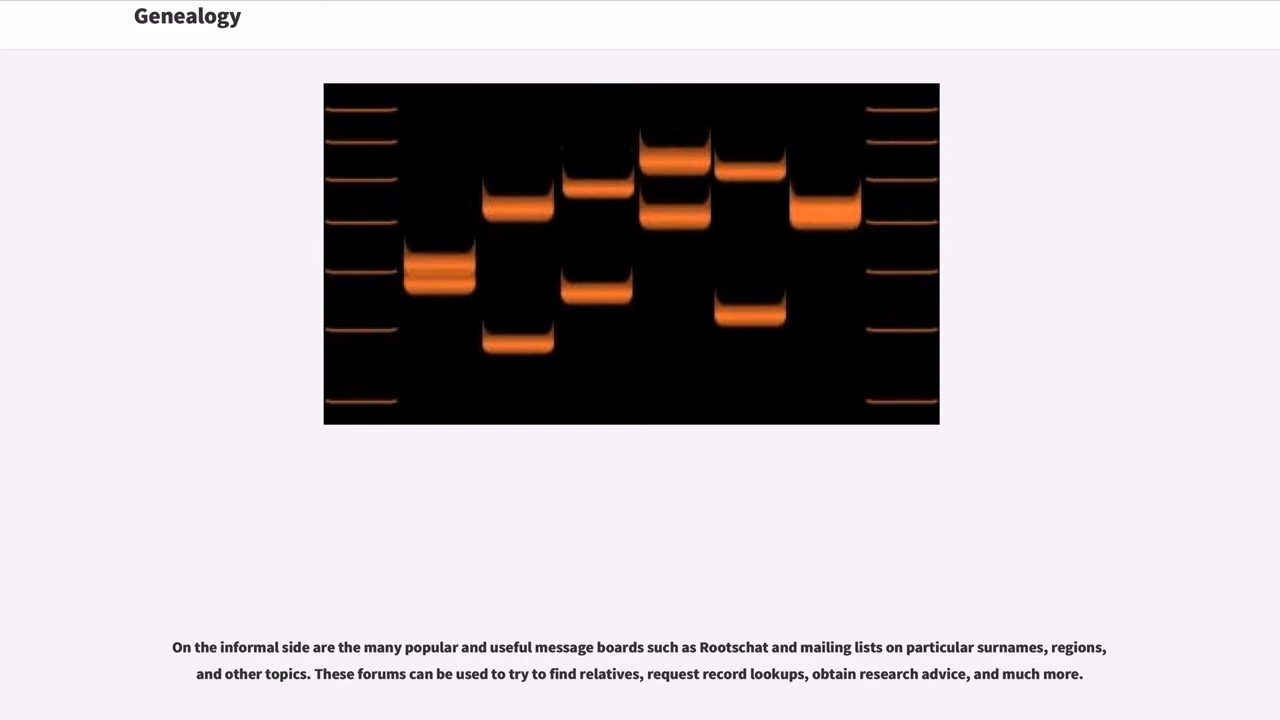 Genealogy
On the informal side are the many popular and useful message boards such as Rootschat and mailing lists on particular surnames, regions,
and other topics. These forums can be used to try to find relatives, request record lookups, obtain research advice, and much more.